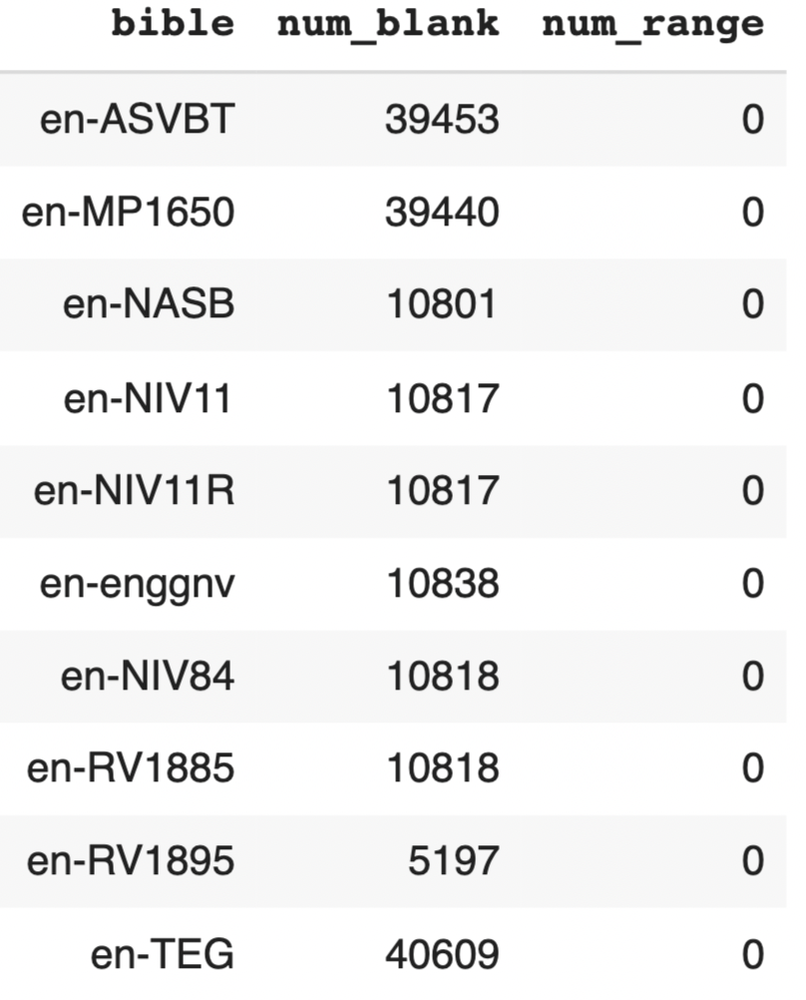 bible num_blank num_range
en-ASVBT 39453 0
en-MP1650 39440 0
en-NASB 10801 0
en-NIV11 10817 0
en-NIV11R 10817 0
en-enggnv 10838 0
en-NIV84 10818 0
en-RV1885 10818 0
en-RV1895 5197 0
en-TEG 40609 0